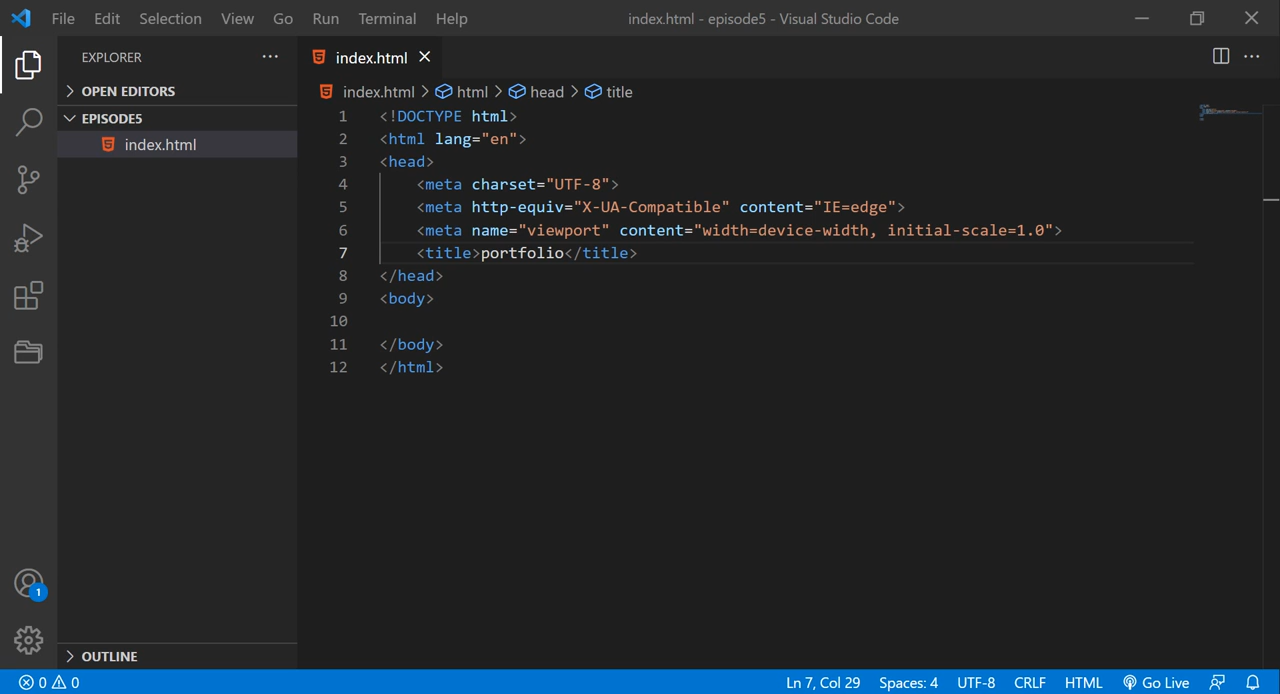 File Edit Selection View Go Run Terminal Help
index.html - episode5 - Visual Studio Code
EXPLORER
OPEN EDITORS
EPISODE5
index.html
index.html
index.html > html > head > title
1 <!DOCTYPE html>
2 <html lang="en">
3 <head>
4     <meta charset="UTF-8">
5     <meta http-equiv="X-UA-Compatible" content="IE=edge">
6     <meta name="viewport" content="width=device-width, initial-scale=1.0">
7     <title>portfolio</title>
8 </head>
9 <body>
10
11 </body>
12 </html>
1
OUTLINE
0 0 Ln 7, Col 29 Spaces: 4 UTF-8 CRLF HTML Go Live